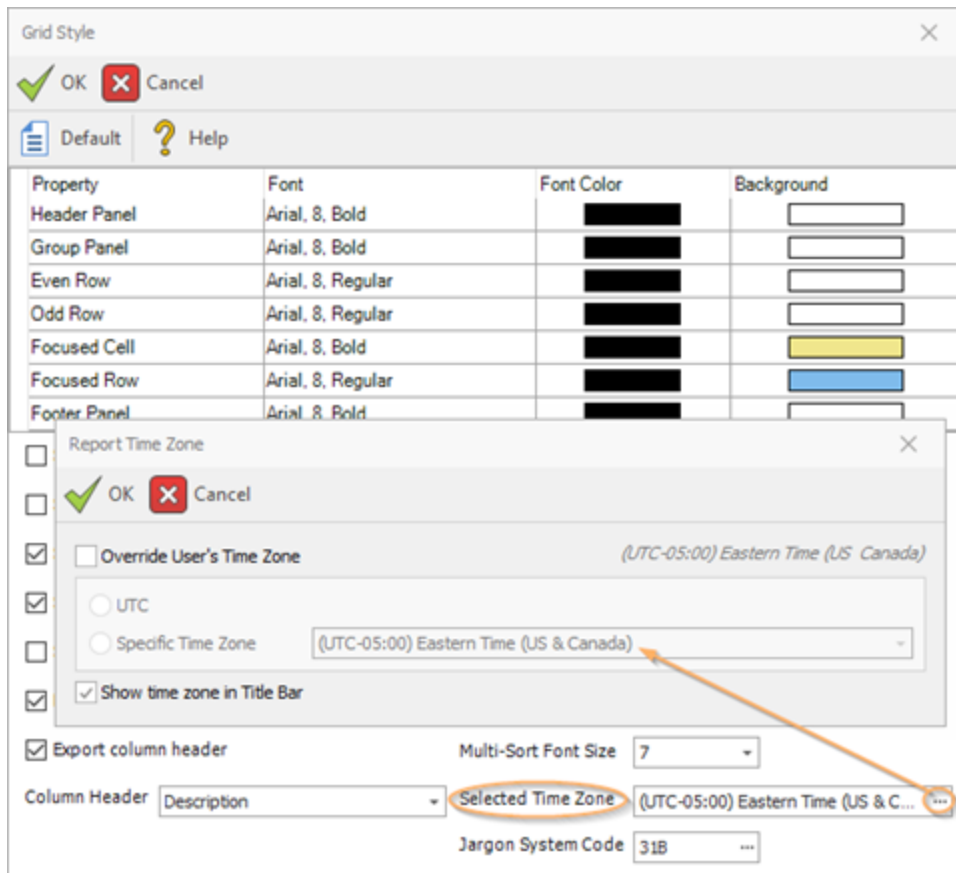 Grid Style
OK Cancel
Default Help
Property Font Font Color Background
Header Panel Arial, 8, Bold
Group Panel Arial, 8, Bold
Even Row Arial, 8, Regular
Odd Row Arial, 8, Regular
Focused Cell Arial, 8, Bold
Focused Row Arial, 8, Regular
Footer Panel Arial, 8, Bold
Report Time Zone
OK Cancel
Override User's Time Zone (UTC-05:00) Eastern Time (US Canada)
UTC
Specific Time Zone (UTC-05:00) Eastern Time (US & Canada)
Show time zone in Title Bar
Export column header Multi-Sort Font Size 7
Column Header Description Selected Time Zone (UTC-05:00) Eastern Time (US & C... ...
Jargon System Code 31B ...